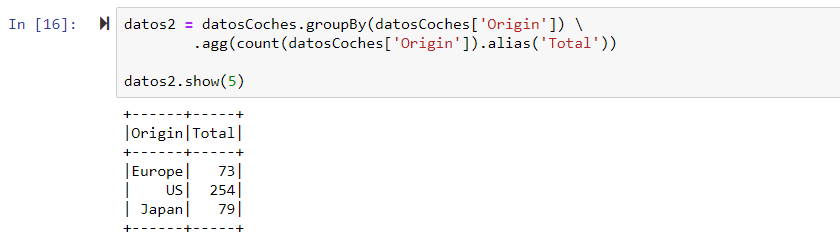 In [16]:
datos2 = datosCoches.groupBy(datosCoches['Origin']) \
.agg(count(datosCoches['Origin']).alias('Total'))
datos2.show(5)
+------+-----+
|Origin|Total|
+------+-----+
|Europe|   73|
|    US|  254|
| Japan|   79|
+------+-----+